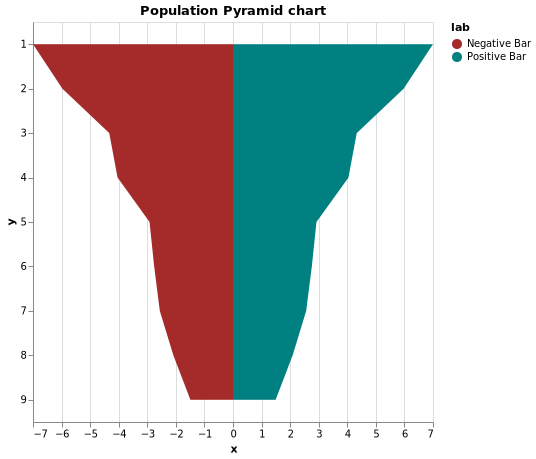 Population Pyramid chart
lab
Negative Bar
Positive Bar
y
1
2
3
4
5
6
7
8
9
−7 −6 −5 −4 −3 −2 −1 0 1 2 3 4 5 6 7
x